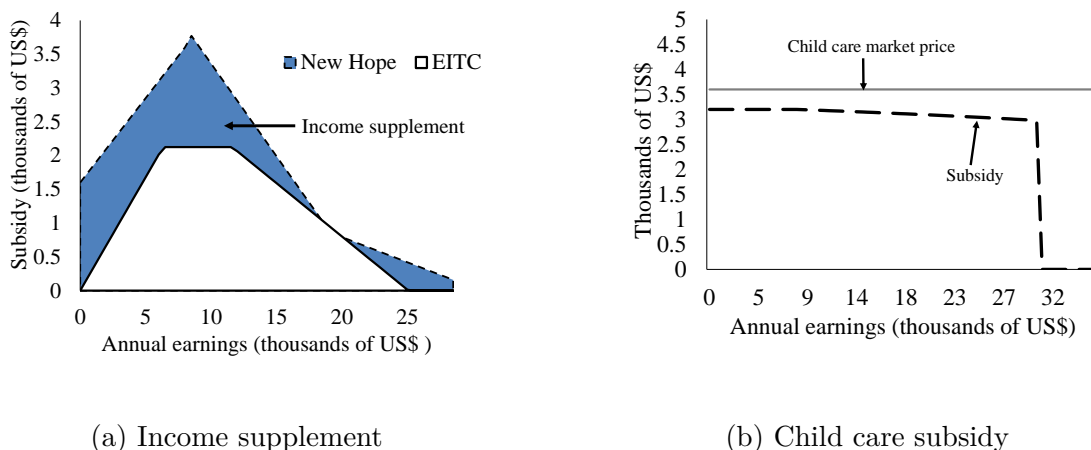 4
3.5
3
2.5
2
1.5
1
0.5
0
Subsidy (thousands of US$)
New Hope EITC
Income supplement
0 5 10 15 20 25
Annual earnings (thousands of US$ )
(a) Income supplement
5
4.5
4
3.5
3
2.5
2
1.5
1
0.5
0
Thousands of US$
Child care market price
Subsidy
0 5 9 14 18 23 27 32
Annual earnings (thousands of US$)
(b) Child care subsidy